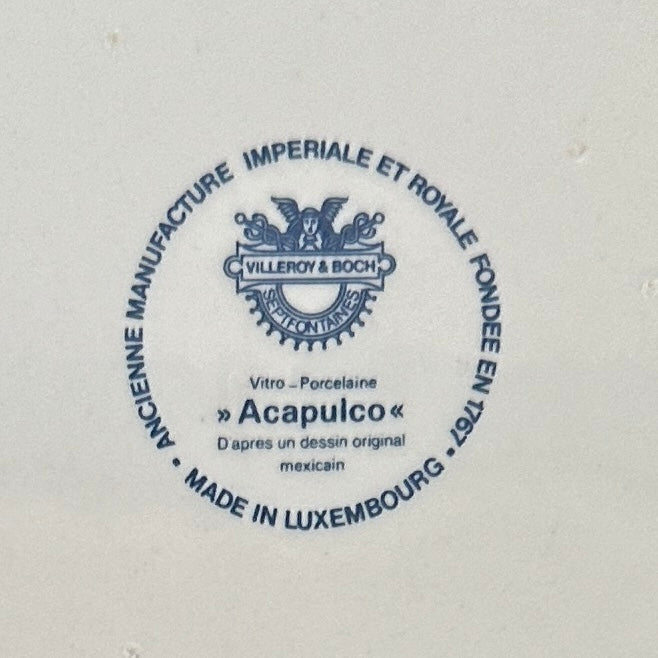 ANCIENNE MANUFACTURE IMPERIALE ET ROYALE FONDEE EN 1767
VILLEROY & BOCH
SEPTFONTAINES
Vitro - Porcelaine
» Acapulco «
D'apres un dessin original
mexicain
• MADE IN LUXEMBOURG •